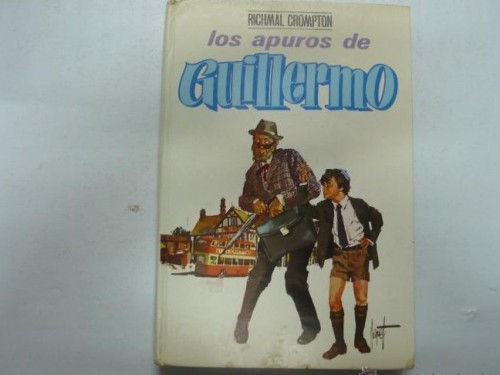 RICHMAL CROMPTON
los apuros de
Guillermo